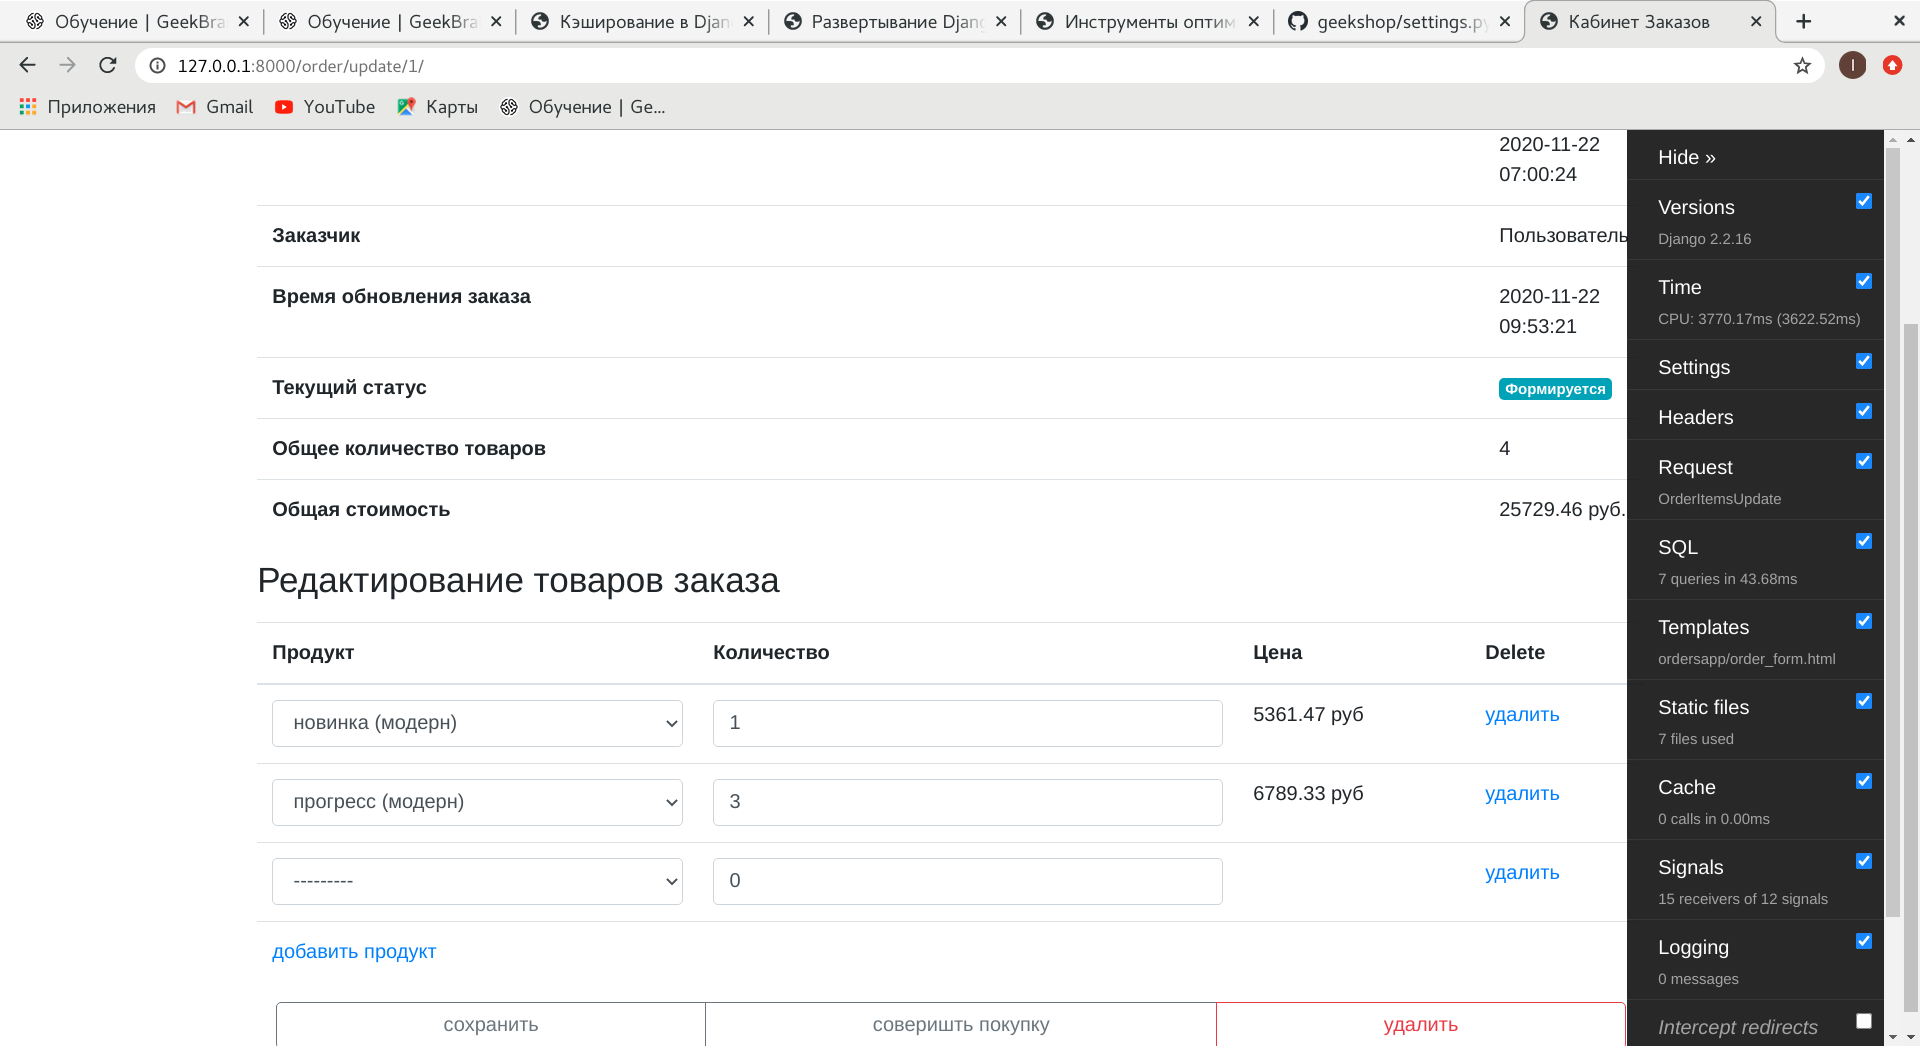 Обучение | GeekBra
Обучение | GeekBra
Кэширование в Djan
Развертывание Djang
Инструменты оптим
geekshop/settings.py
Кабинет Заказов
127.0.0.1:8000/order/update/1/
I
Приложения
Gmail
YouTube
Карты
Обучение | Ge...
2020-11-22
07:00:24
Заказчик
Пользователь
Время обновления заказа
2020-11-22
09:53:21
Текущий статус
Формируется
Общее количество товаров
4
Общая стоимость
25729.46 руб.
Редактирование товаров заказа
Продукт
Количество
Цена
Delete
новинка (модерн)
1
5361.47 руб
удалить
прогресс (модерн)
3
6789.33 руб
удалить
---------
0
удалить
добавить продукт
сохранить
соверишть покупку
удалить
Hide »
Versions
Django 2.2.16
Time
CPU: 3770.17ms (3622.52ms)
Settings
Headers
Request
OrderItemsUpdate
SQL
7 queries in 43.68ms
Templates
ordersapp/order_form.html
Static files
7 files used
Cache
0 calls in 0.00ms
Signals
15 receivers of 12 signals
Logging
0 messages
Intercept redirects